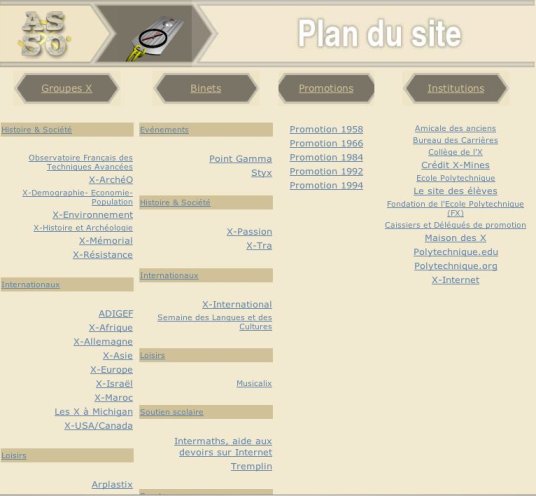 AS
SO
Plan du site
Groupes X
Binets
Promotions
Institutions
Histoire & Société
Observatoire Français des
Techniques Avancées
X-ArchéO
X-Demographie- Economie-
Population
X-Environnement
X-Histoire et Archéologie
X-Mémorial
X-Résistance
Internationaux
ADIGEF
X-Afrique
X-Allemagne
X-Asie
X-Europe
X-Israël
X-Maroc
Les X à Michigan
X-USA/Canada
Loisirs
Arplastix
Evénements
Point Gamma
Styx
Histoire & Société
X-Passion
X-Tra
Internationaux
X-International
Semaine des Langues et des
Cultures
Loisirs
Musicalix
Soutien scolaire
Intermaths, aide aux
devoirs sur Internet
Tremplin
Promotion 1958
Promotion 1966
Promotion 1984
Promotion 1992
Promotion 1994
Amicale des anciens
Bureau des Carrières
Collège de l'X
Crédit X-Mines
Ecole Polytechnique
Le site des élèves
Fondation de l'Ecole Polytechnique
(FX)
Caissiers et Délégués de promotion
Maison des X
Polytechnique.edu
Polytechnique.org
X-Internet